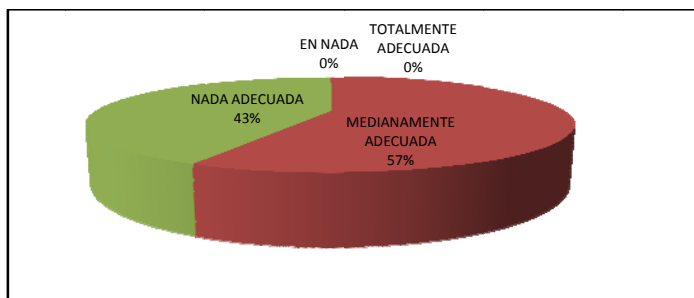 EN NADA
0%
TOTALMENTE
ADECUADA
0%
NADA ADECUADA
43%
MEDIANAMENTE
ADECUADA
57%